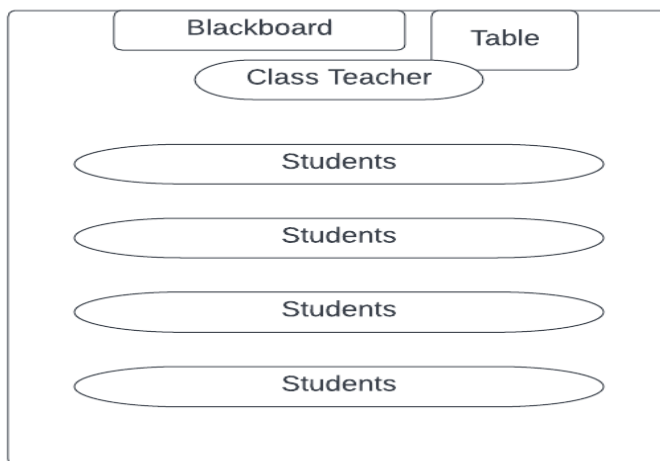 Blackboard
Table
Class Teacher
Students
Students
Students
Students